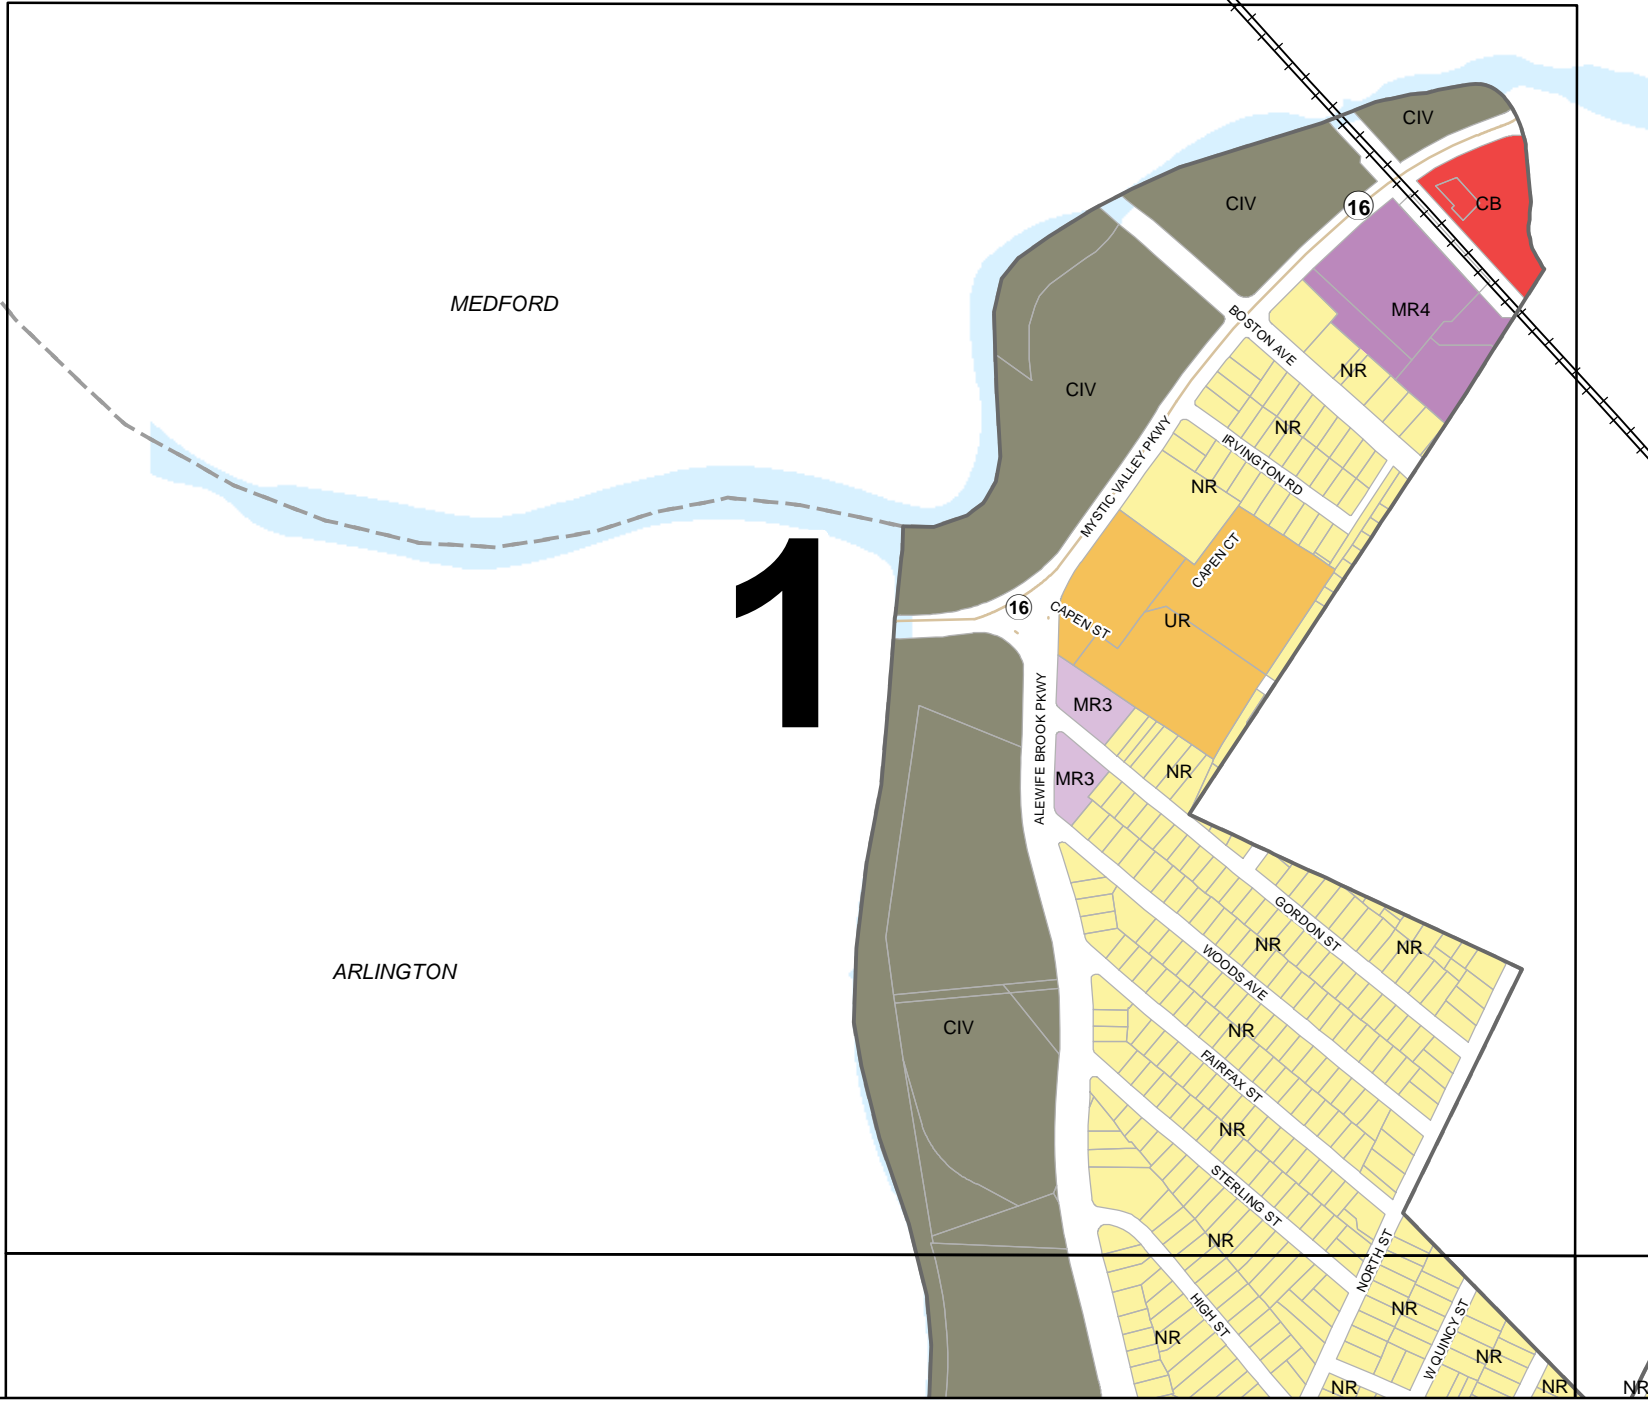 CIV
CIV
CB
16
MEDFORD
MR4
BOSTON AVE
NR
CIV
NR
MYSTIC VALLEY PKWY
IRVINGTON RD
NR
CAPEN CT
1
16
CAPEN ST
UR
ALEWIFE BROOK PKWY
MR3
NR
MR3
GORDON ST
NR
NR
WOODS AVE
ARLINGTON
CIV
NR
FAIRFAX ST
NR
STERLING ST
NR
NORTH ST
HIGH ST
NR
NR
W QUINCY ST
NR
NR
NR
NR